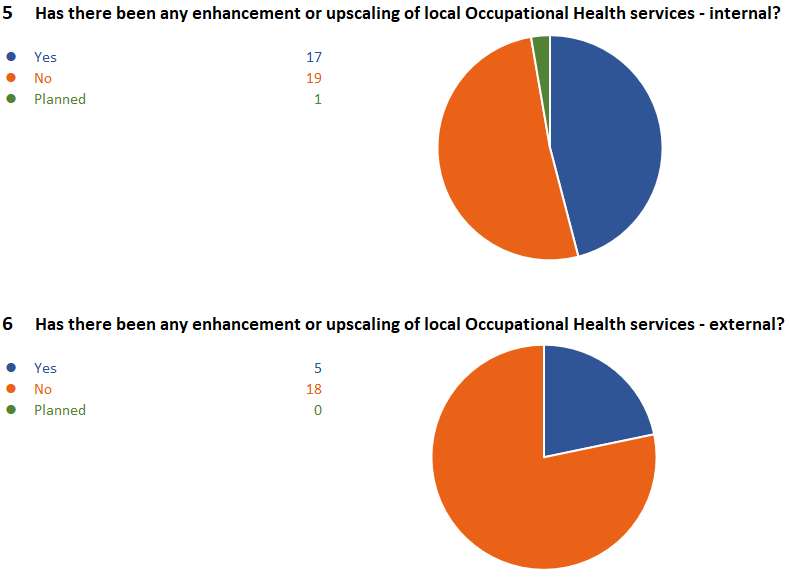 5 Has there been any enhancement or upscaling of local Occupational Health services - internal?
Yes 17
No 19
Planned 1
6 Has there been any enhancement or upscaling of local Occupational Health services - external?
Yes 5
No 18
Planned 0